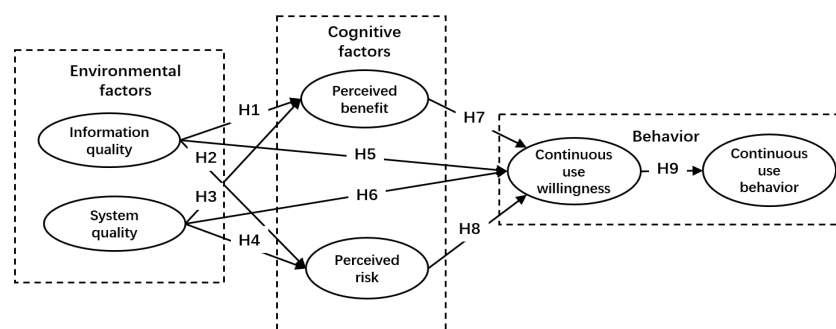 Environmental
factors
Information
quality
System
quality
Cognitive
factors
Perceived
benefit
Perceived
risk
H1
H2
H3
H4
H5
H6
H7
H8
Behavior
Continuous
use
willingness
H9
Continuous
use
behavior